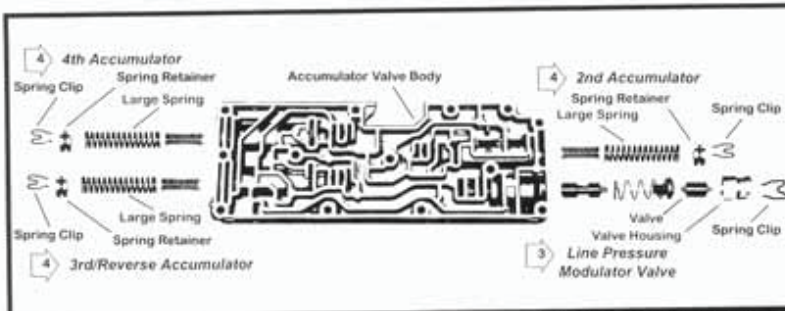 4 4th Accumulator
Spring Clip
Spring Retainer
Large Spring
Accumulator Valve Body
4 2nd Accumulator
Spring Retainer
Large Spring
Spring Clip
Large Spring
Spring Clip
Spring Retainer
4 3rd/Reverse Accumulator
Valve
Valve Housing
Spring Clip
3 Line Pressure
Modulator Valve